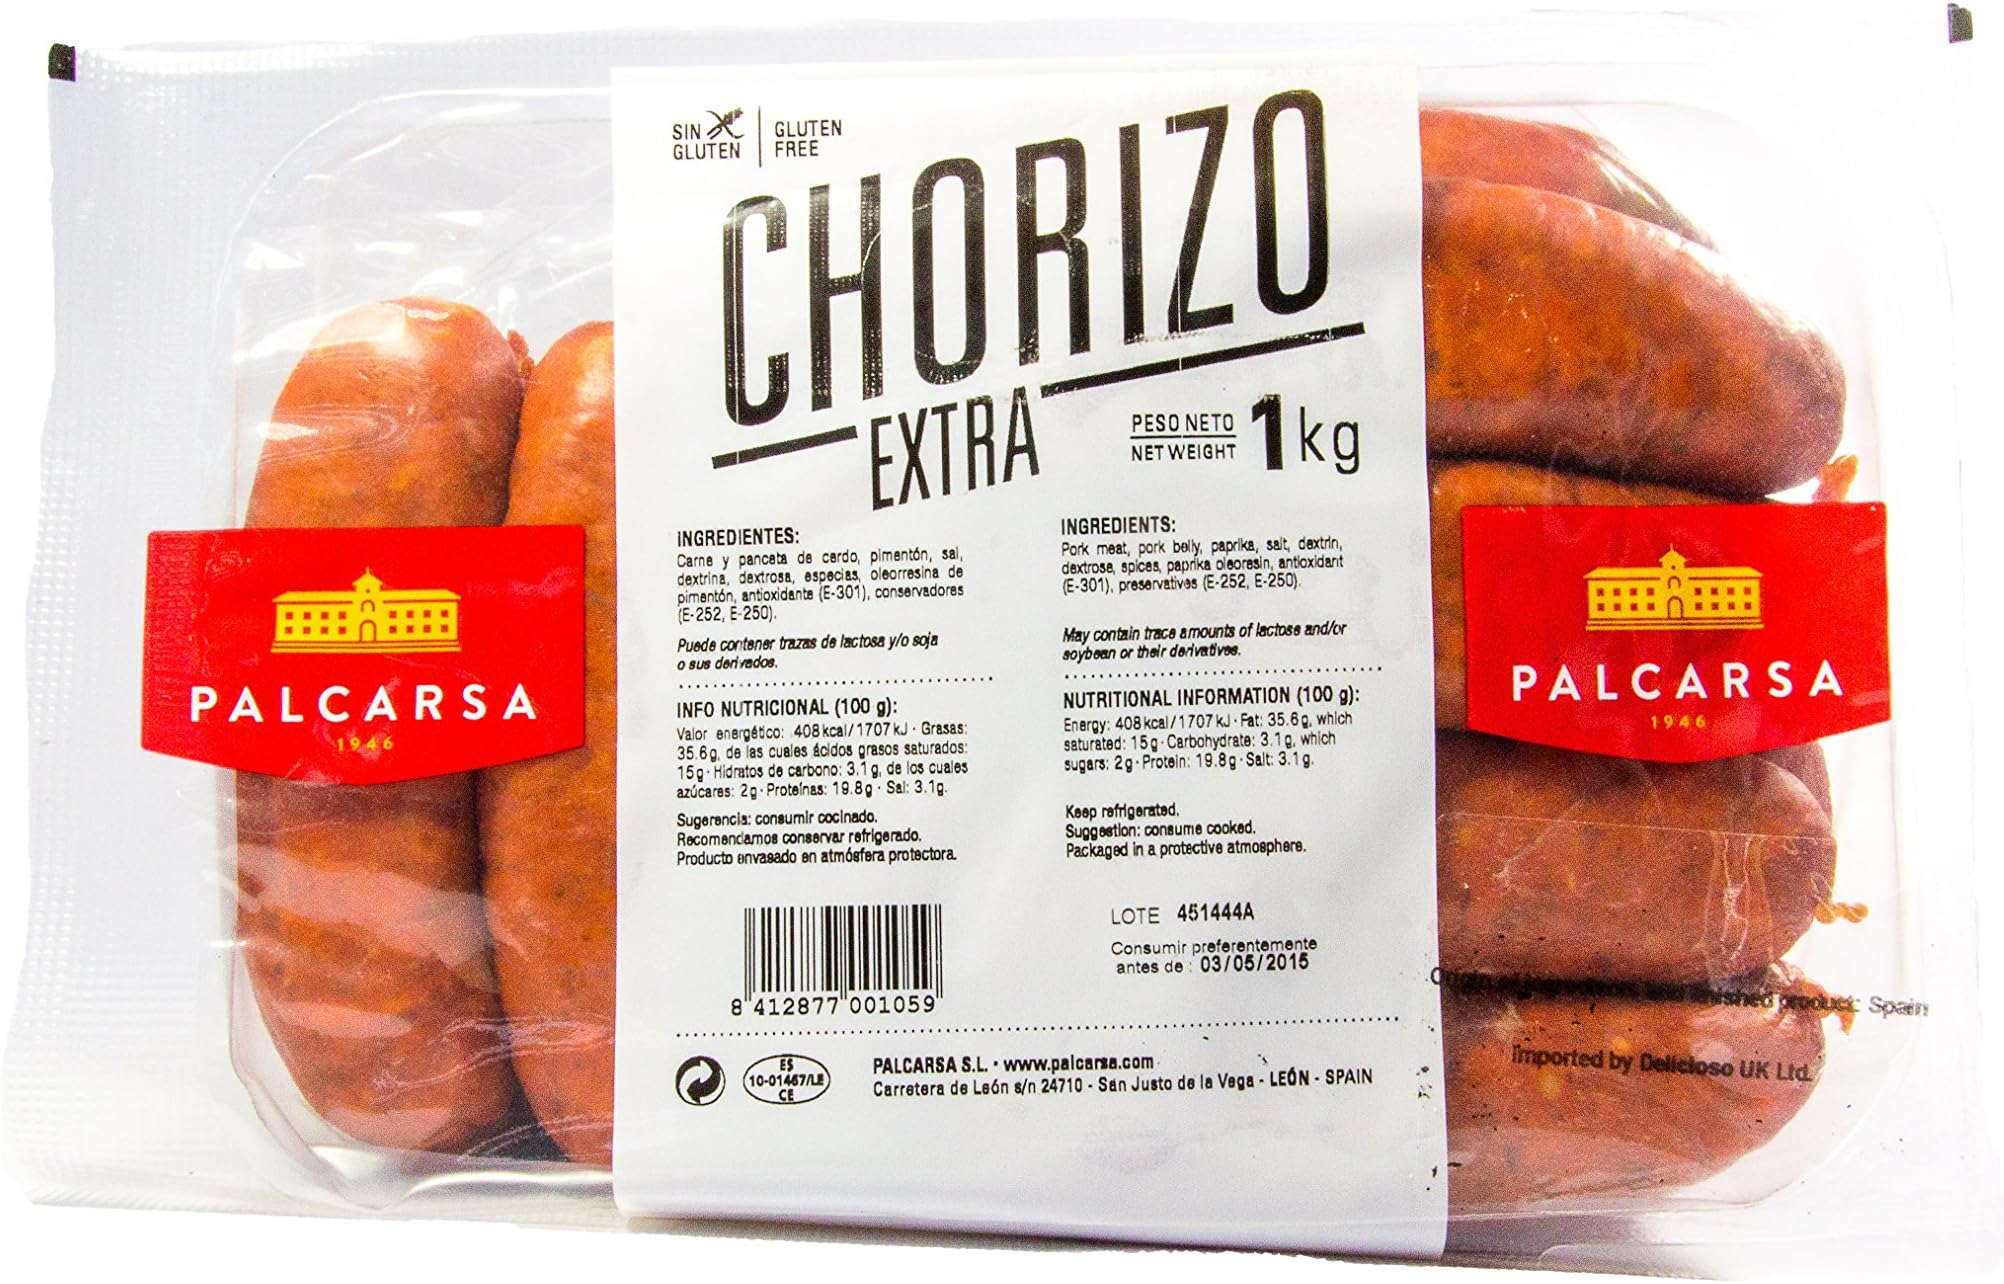 SIN GLUTEN
GLUTEN FREE
CHORIZO
EXTRA
PESO NETO
NET WEIGHT
1kg
INGREDIENTES:
Carne y panceta de cerdo, pimentón, sal,
dextrina, dextrosa, especias, oleorresina de
pimentón, antioxidante (E-301), conservadores
(E-252, E-250).
Puede contener trazas de lactosa y/o soja
o sus derivados.
INFO NUTRICIONAL (100 g):
Valor energético: 408 kcal/1707 kJ · Grasas:
35.6g, de las cuales ácidos grasos saturados:
15g · Hidratos de carbono: 3,1g, de los cuales
azúcares: 2g · Proteínas: 19.8g · Sal: 3.1g.
Sugerencia: consumir cocinado.
Recomendamos conservar refrigerado.
Producto envasado en atmósfera protectora.
INGREDIENTS:
Pork meat, pork belly, paprika, salt, dextrin,
dextrose, spices, paprika oleoresin, antioxidant
(E-301), preservatives (E-252, E-250).
May contain trace amounts of lactose and/or
soybean or their derivatives.
NUTRITIONAL INFORMATION (100 g):
Energy: 408 kcal/1707 kJ · Fat: 35.6g, which
saturated: 15g · Carbohydrate: 3.1g, which
sugars: 2g · Protein: 19.8g · Salt: 3.1g.
Keep refrigerated.
Suggestion: consume cooked.
Packaged in a protective atmosphere.
8 412877 001059
LOTE 451444A
Consumir preferentemente
antes de : 03/05/2015
ES
10-01467/LE
CE
PALCARSA S.L. · www.palcarsa.com
Carretera de León s/n 24710 - San Justo de la Vega - LEÓN - SPAIN
PALCARSA
1946
PALCARSA
1946
Origin of and finished product: Spain
Imported by Delicioso UK Ltd.